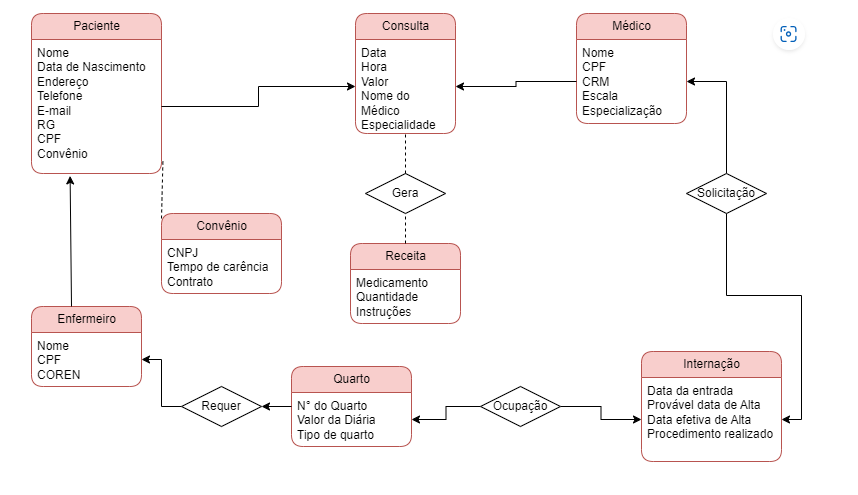 Paciente
Nome
Data de Nascimento
Endereço
Telefone
E-mail
RG
CPF
Convênio
Consulta
Data
Hora
Valor
Nome do
Médico
Especialidade
Médico
Nome
CPF
CRM
Escala
Especialização
Gera
Solicitação
Convênio
CNPJ
Tempo de carência
Contrato
Receita
Medicamento
Quantidade
Instruções
Enfermeiro
Nome
CPF
COREN
Requer
Quarto
N° do Quarto
Valor da Diária
Tipo de quarto
Ocupação
Internação
Data da entrada
Provável data de Alta
Data efetiva de Alta
Procedimento realizado